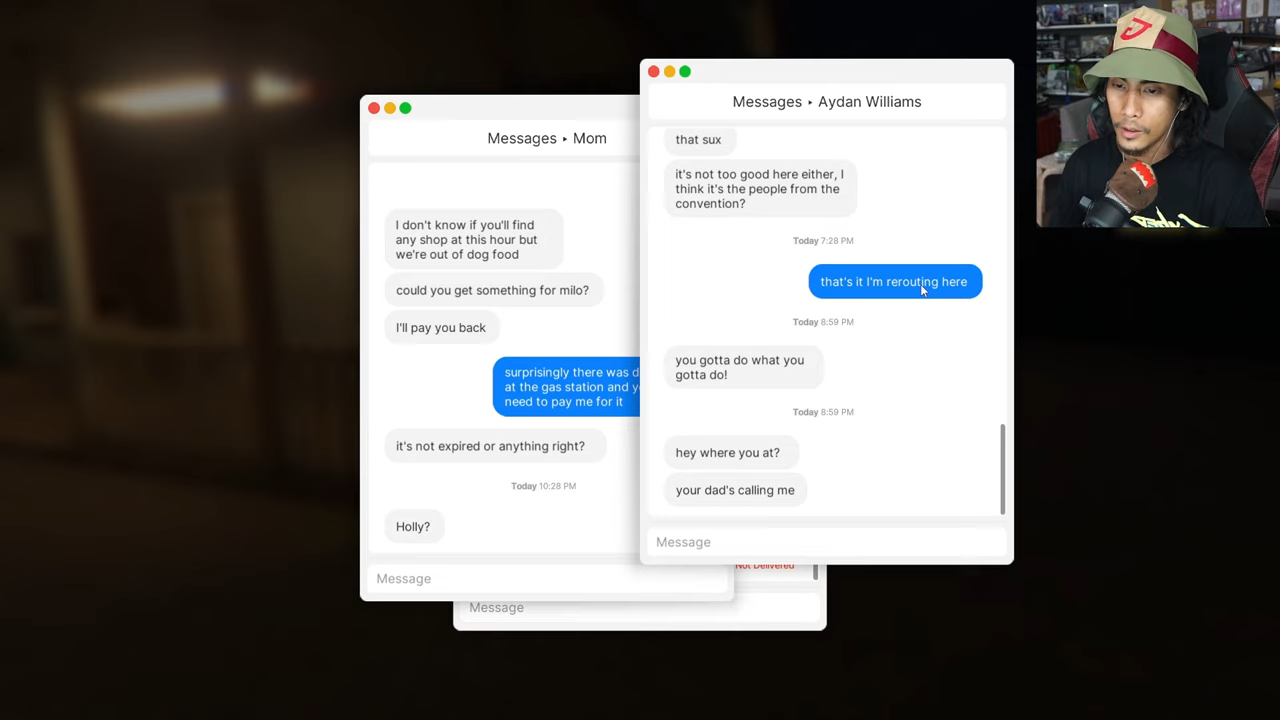 Messages ▸ Mom
I don't know if you'll find
any shop at this hour but
we're out of dog food
could you get something for milo?
I'll pay you back
surprisingly there was
at the gas station and
need to pay me for it
it's not expired or anything right?
Today 10:28 PM
Holly?
Message
Messages ▸ Aydan Williams
that sux
it's not too good here either, I
think it's the people from the
convention?
Today 7:28 PM
that's it I'm rerouting here
Today 8:59 PM
you gotta do what you
gotta do!
Today 8:59 PM
hey where you at?
your dad's calling me
Message
Not Delivered
Message